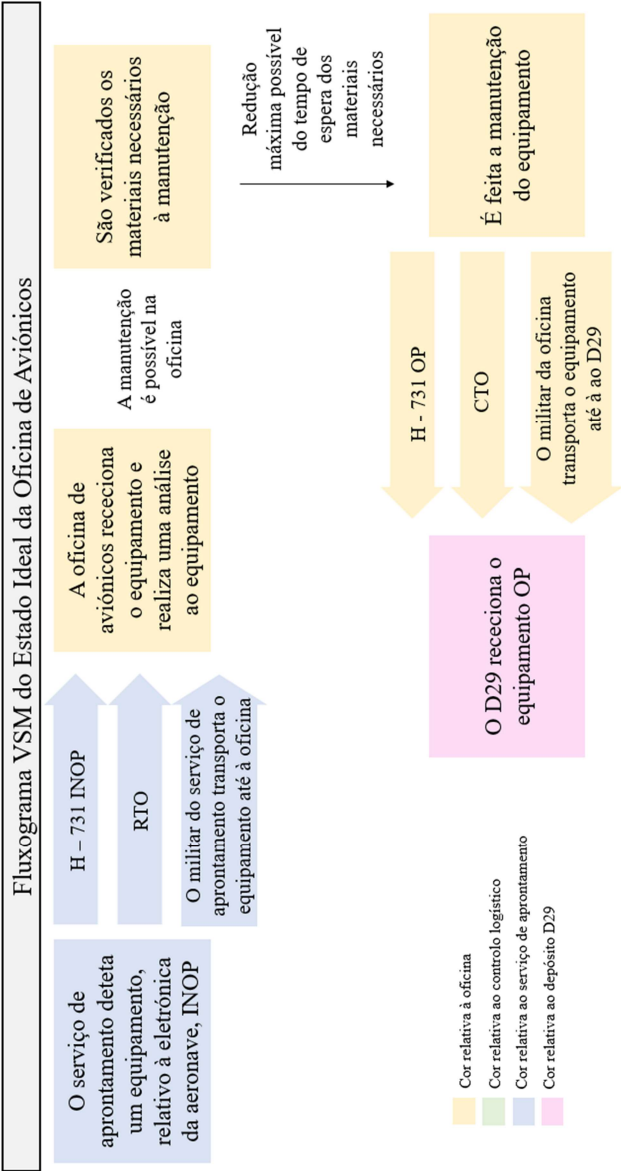 Fluxograma VSM do Estado Ideal da Oficina de Aviónicos
O serviço de
aprontamento deteta
um equipamento,
relativo à eletrónica
da aeronave, INOP
H – 731 INOP
RTO
O militar do serviço de
aprontamento transporta o
equipamento até à oficina
A oficina de
aviónicos receciona
o equipamento e
realiza uma análise
ao equipamento
A manutenção
é possível na
oficina
São verificados os
materiais necessários
à manutenção
Redução
máxima possível
do tempo de
espera dos
materiais
necessários
É feita a manutenção
do equipamento
H - 731 OP
CTO
O militar da oficina
transporta o equipamento
até à ao D29
O D29 receciona o
equipamento OP
Cor relativa à oficina
Cor relativa ao controlo logístico
Cor relativa ao serviço de aprontamento
Cor relativa ao depósito D29